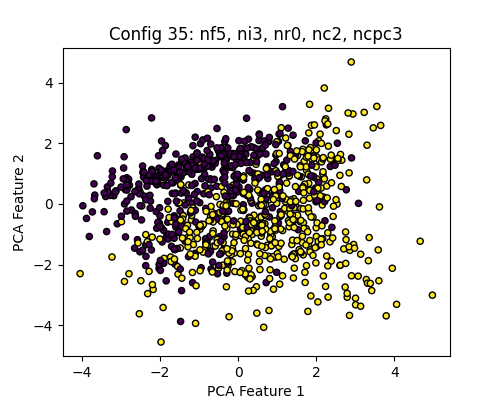 Config 35: nf5, ni3, nr0, nc2, ncpc3
4
2
0
−2
−4
PCA Feature 2
−4 −2 0 2 4
PCA Feature 1